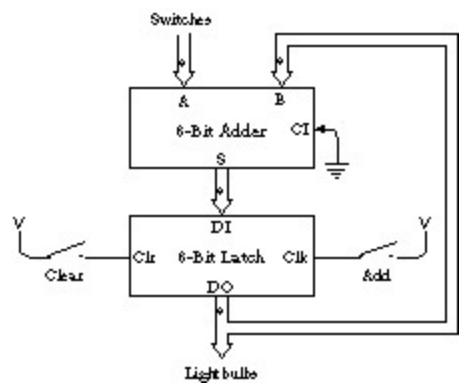 Switches
A
B
8-Bit Adder
CI
S
V
V
DI
Clr
8-Bit Latch
Clk
Clear
Add
DO
Light bulbs